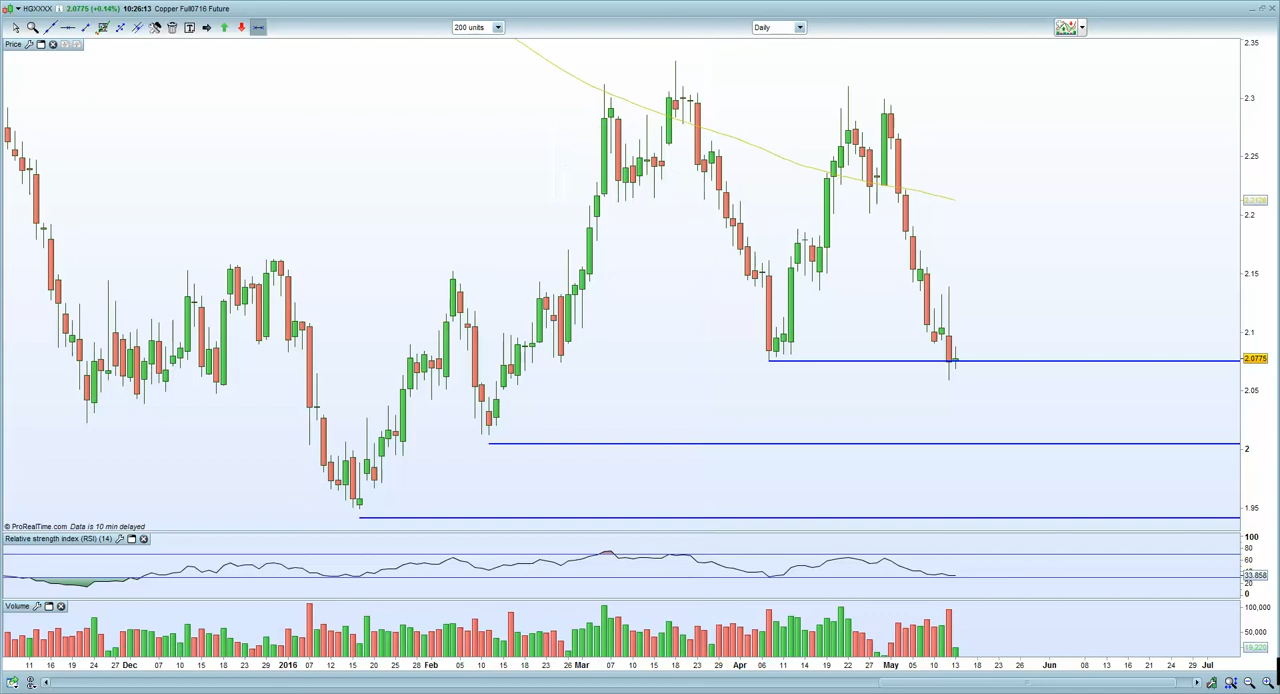 HGXXXX 2.0775 (+0.14%) 10:26:13 Copper Full0716 Future
200 units
Daily
Price
2.35
2.3
2.25
2.2128
2.2
2.15
2.1
2.0775
2.05
2
1.95
© ProRealTime.com Data is 10 min delayed
Relative strength index (RSI) (14)
100
80
60
33.858
20
0
Volume
100,000
50,000
19,220
11 16 19 24 27 Dec 07 10 15 18 23 29 2016 07 12 15 20 25 28 Feb 05 10 15 18 23 26 Mar 07 10 15 18 23 29 Apr 06 11 14 19 22 27 May 05 10 13 18 23 26 Jun 08 13 16 21 24 29 Jul